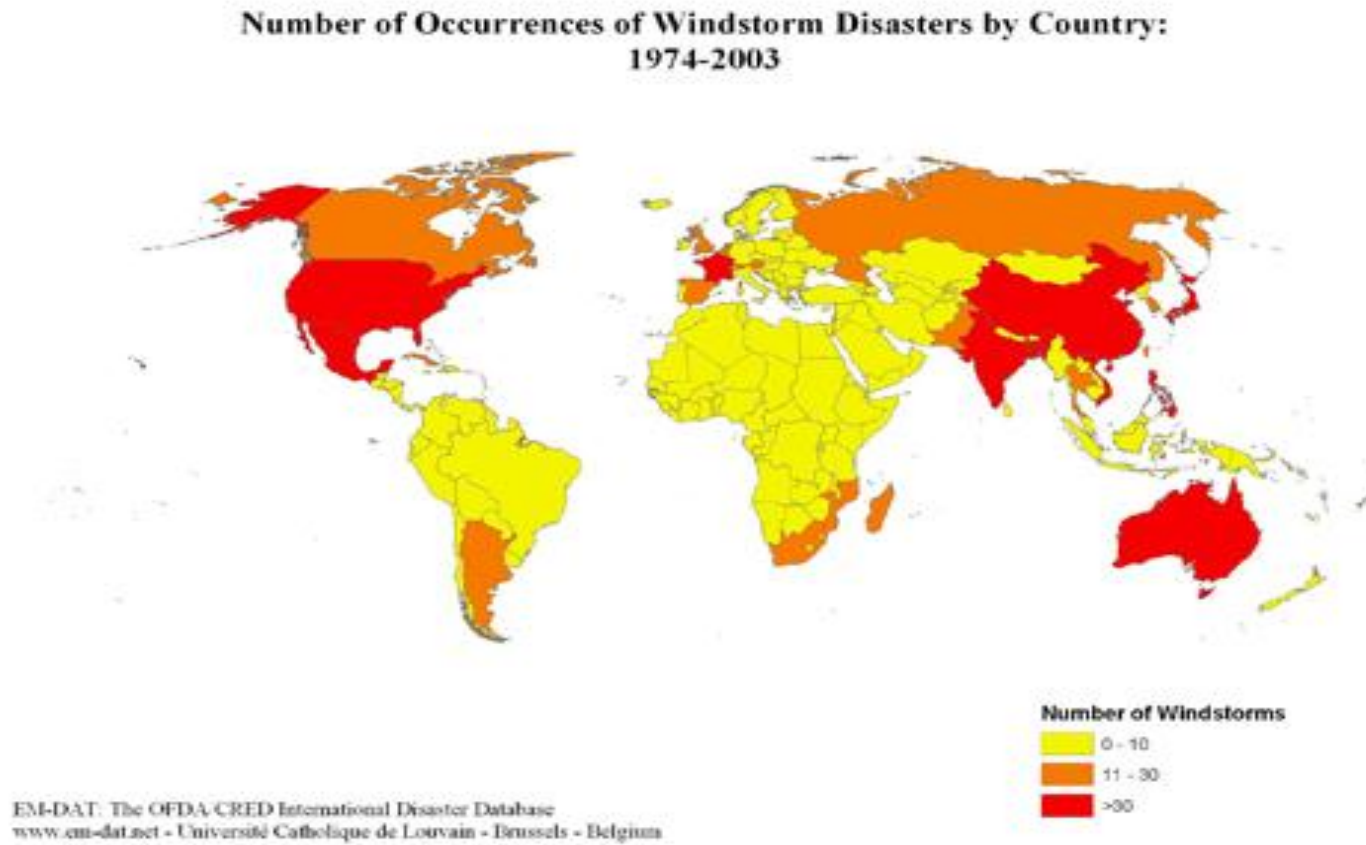 Number of Occurrences of Windstorm Disasters by Country:
1974-2003
Number of Windstorms
0 - 10
11 - 30
>30
EM-DAT: The OFDA/CRED International Disaster Database
www.em-dat.net - Université Catholique de Louvain - Brussels - Belgium